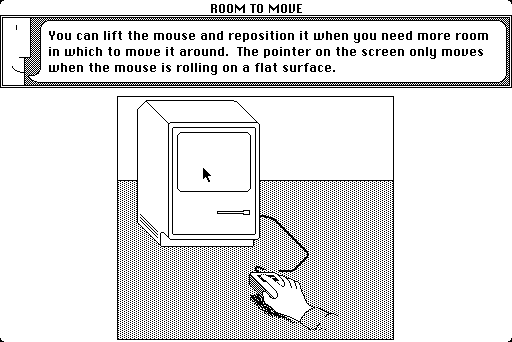 ROOM TO MOVE
You can lift the mouse and reposition it when you need more room
in which to move it around. The pointer on the screen only moves
when the mouse is rolling on a flat surface.